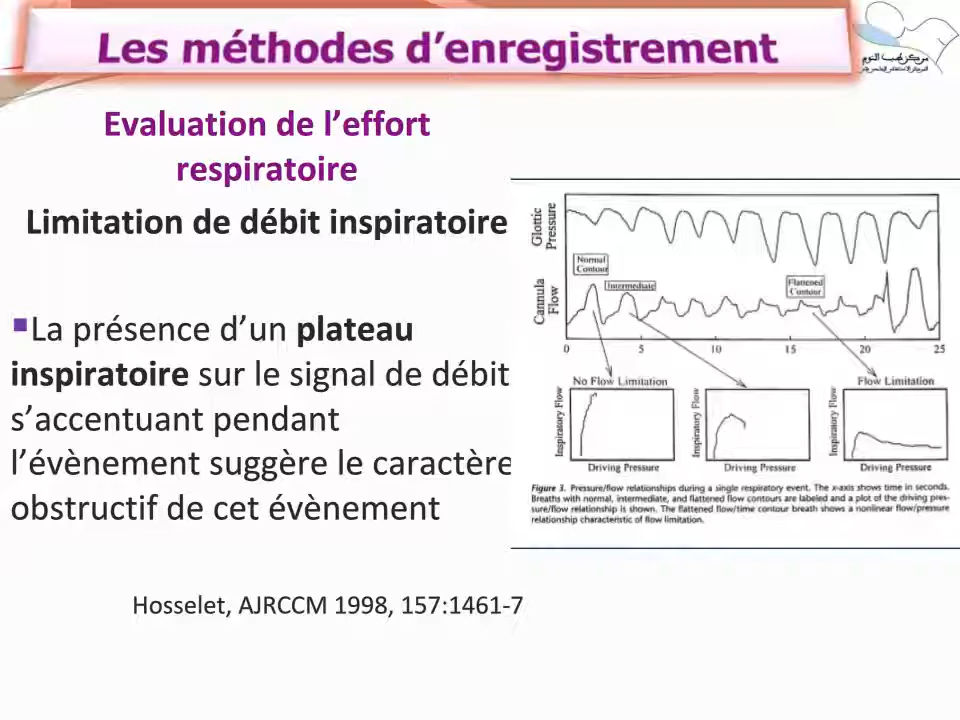 Les méthodes d’enregistrement
مركز طب النوم
Evaluation de l’effort
respiratoire
Limitation de débit inspiratoire
▪La présence d’un plateau
inspiratoire sur le signal de débit
s’accentuant pendant
l’évènement suggère le caractère
obstructif de cet évènement
Hosselet, AJRCCM 1998, 157:1461-7
Glottic
Pressure
Cannula
Flow
Normal
Contour
Intermediate
Flattened
Contour
0 5 10 15 20 25
No Flow Limitation
Flow Limitation
Inspiratory Flow
Inspiratory Flow
Inspiratory Flow
Driving Pressure
Driving Pressure
Driving Pressure
Figure 3. Pressure/flow relationships during a single respiratory event. The x-axis shows time in seconds.
Breaths with normal, intermediate, and flattened flow contours are labeled and a plot of the driving pres-
sure/flow relationship is shown. The flattened flow/time contour breath shows a nonlinear flow/pressure
relationship characteristic of flow limitation.